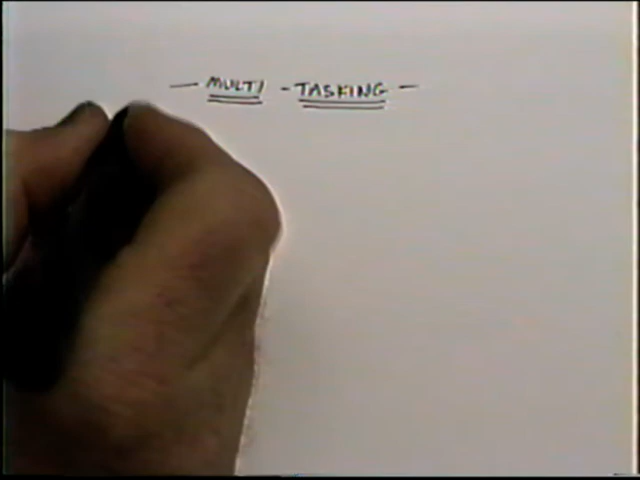 — MULTI - TASKING —